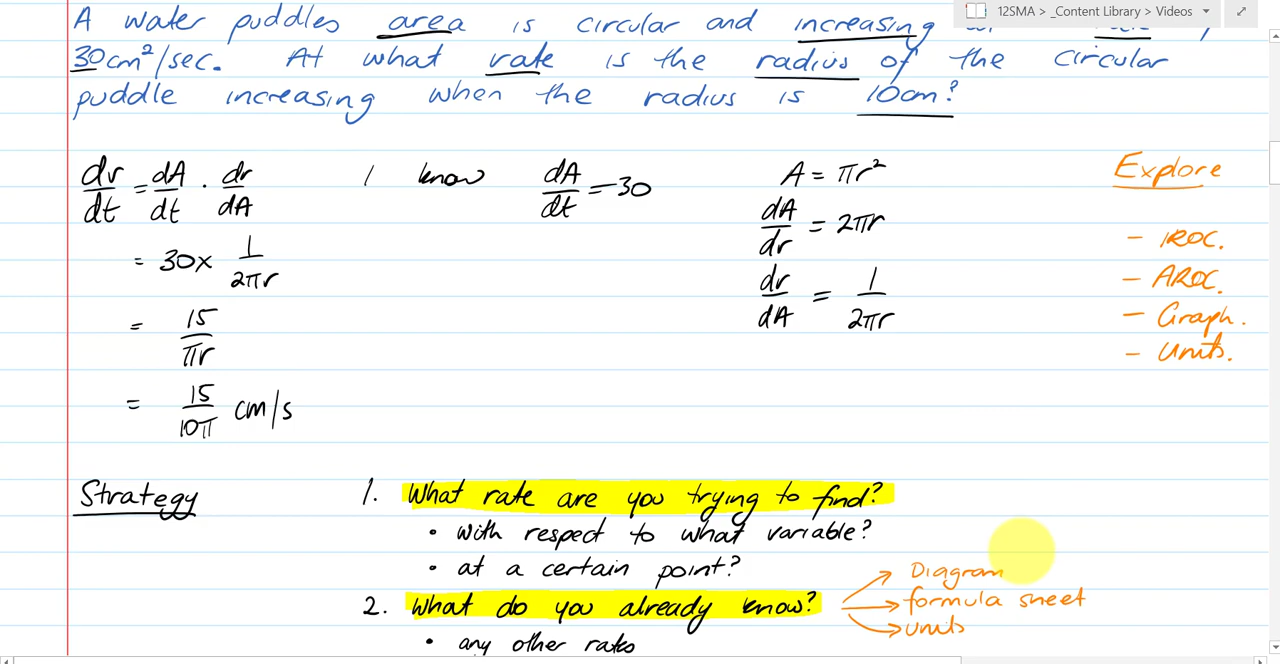 12SMA > _Content Library > Videos
A water puddles area is circular and increasing
30cm²/sec. At what rate is the radius of the circular
puddle increasing when the radius is 10cm?
dr/dt = dA/dt . dr/dA
= 30 x 1/2πr
= 15/πr
= 15/10π cm/s
I know dA/dt = 30
A = πr²
dA/dr = 2πr
dr/dA = 1/2πr
Explore
- IROC.
- AROC.
- Graph.
- Units.
Strategy
1. What rate are you trying to find?
• with respect to what variable?
• at a certain point?
2. What do you already know?
Diagram
formula sheet
units
• any other rates